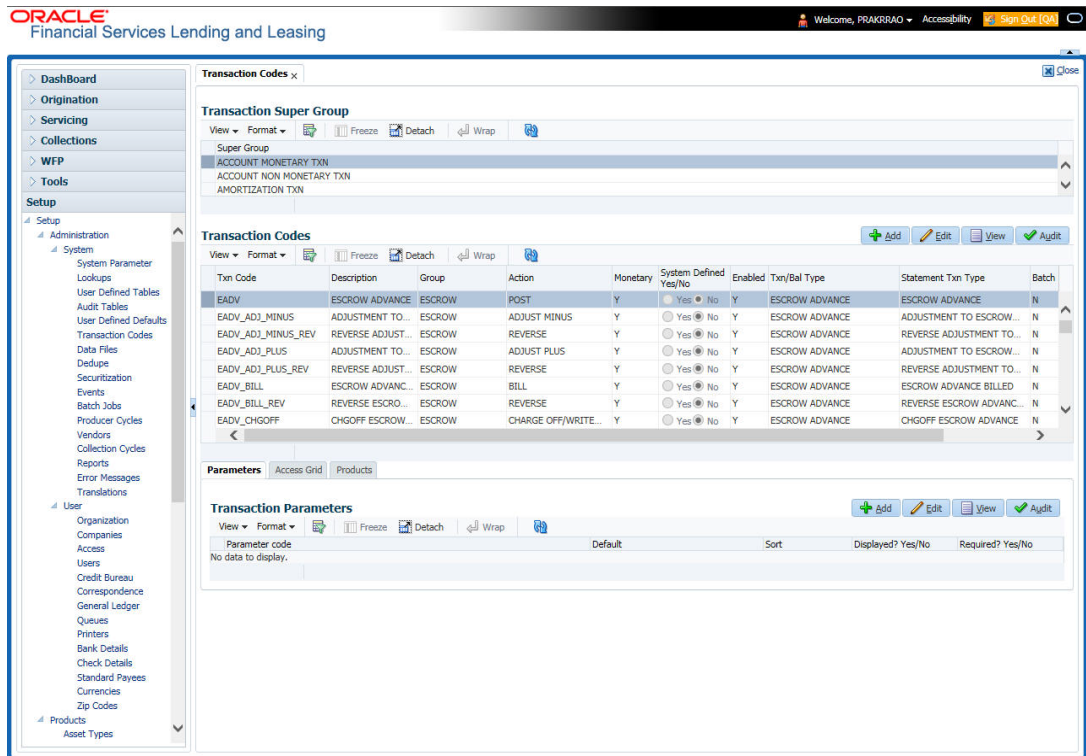 ORACLE
Financial Services Lending and Leasing
Welcome, PRAKRRAO Accessibility Sign Out [QA]
DashBoard
Origination
Servicing
Collections
WFP
Tools
Setup
Setup
Administration
System
System Parameter
Lookups
User Defined Tables
Audit Tables
User Defined Defaults
Transaction Codes
Data Files
Dedupe
Securitization
Events
Batch Jobs
Producer Cycles
Vendors
Collection Cycles
Reports
Error Messages
Translations
User
Organization
Companies
Access
Users
Credit Bureau
Correspondence
General Ledger
Queues
Printers
Bank Details
Check Details
Standard Payees
Currencies
Zip Codes
Products
Asset Types
Transaction Codes x
Close
Transaction Super Group
View Format Freeze Detach Wrap
Super Group
ACCOUNT MONETARY TXN
ACCOUNT NON MONETARY TXN
AMORTIZATION TXN
Transaction Codes
Add Edit View Audit
View Format Freeze Detach Wrap
Txn Code Description Group Action Monetary System Defined Yes/No Enabled Txn/Bal Type Statement Txn Type Batch
EADV ESCROW ADVANCE ESCROW POST Y Yes No Y ESCROW ADVANCE ESCROW ADVANCE N
EADV_ADJ_MINUS ADJUSTMENT TO... ESCROW ADJUST MINUS Y Yes No Y ESCROW ADVANCE ADJUSTMENT TO ESCROW... N
EADV_ADJ_MINUS_REV REVERSE ADJUST... ESCROW REVERSE Y Yes No Y ESCROW ADVANCE REVERSE ADJUSTMENT TO... N
EADV_ADJ_PLUS ADJUSTMENT TO... ESCROW ADJUST PLUS Y Yes No Y ESCROW ADVANCE ADJUSTMENT TO ESCROW... N
EADV_ADJ_PLUS_REV REVERSE ADJUST... ESCROW REVERSE Y Yes No Y ESCROW ADVANCE REVERSE ADJUSTMENT TO... N
EADV_BILL ESCROW ADVANC... ESCROW BILL Y Yes No Y ESCROW ADVANCE ESCROW ADVANCE BILLED N
EADV_BILL_REV REVERSE ESCRO... ESCROW REVERSE Y Yes No Y ESCROW ADVANCE REVERSE ESCROW ADVANC... N
EADV_CHGOFF CHGOFF ESCROW... ESCROW CHARGE OFF/WRITE... Y Yes No Y ESCROW ADVANCE CHGOFF ESCROW ADVANCE N
Parameters Access Grid Products
Transaction Parameters
Add Edit View Audit
View Format Freeze Detach Wrap
Parameter code Default Sort Displayed? Yes/No Required? Yes/No
No data to display.